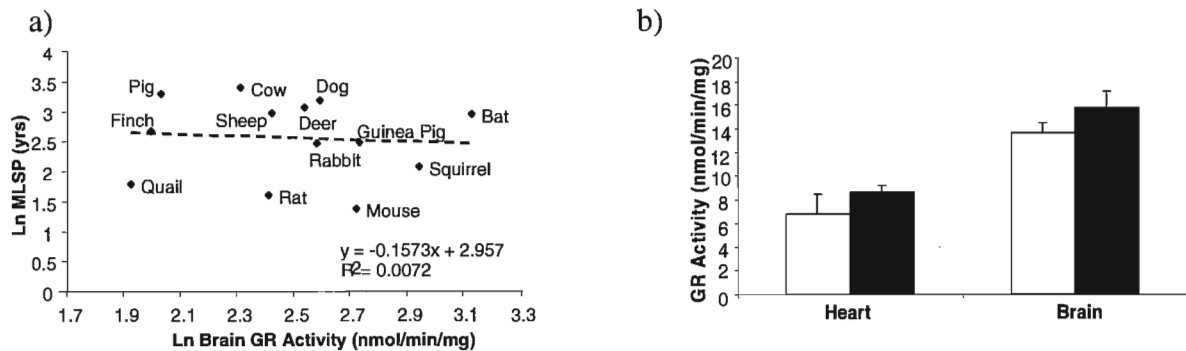 a)
Ln MLSP (yrs)
4
3.5
3
2.5
2
1.5
1
0.5
0
Pig
Cow
Dog
Finch
Sheep
Deer
Guinea Pig
Bat
Rabbit
Squirrel
Quail
Rat
Mouse
y = -0.1573x + 2.957
R2 = 0.0072
1.7 1.9 2.1 2.3 2.5 2.7 2.9 3.1 3.3
Ln Brain GR Activity (nmol/min/mg)
b)
GR Activity (nmol/min/mg)
20
18
16
14
12
10
8
6
4
2
0
Heart Brain